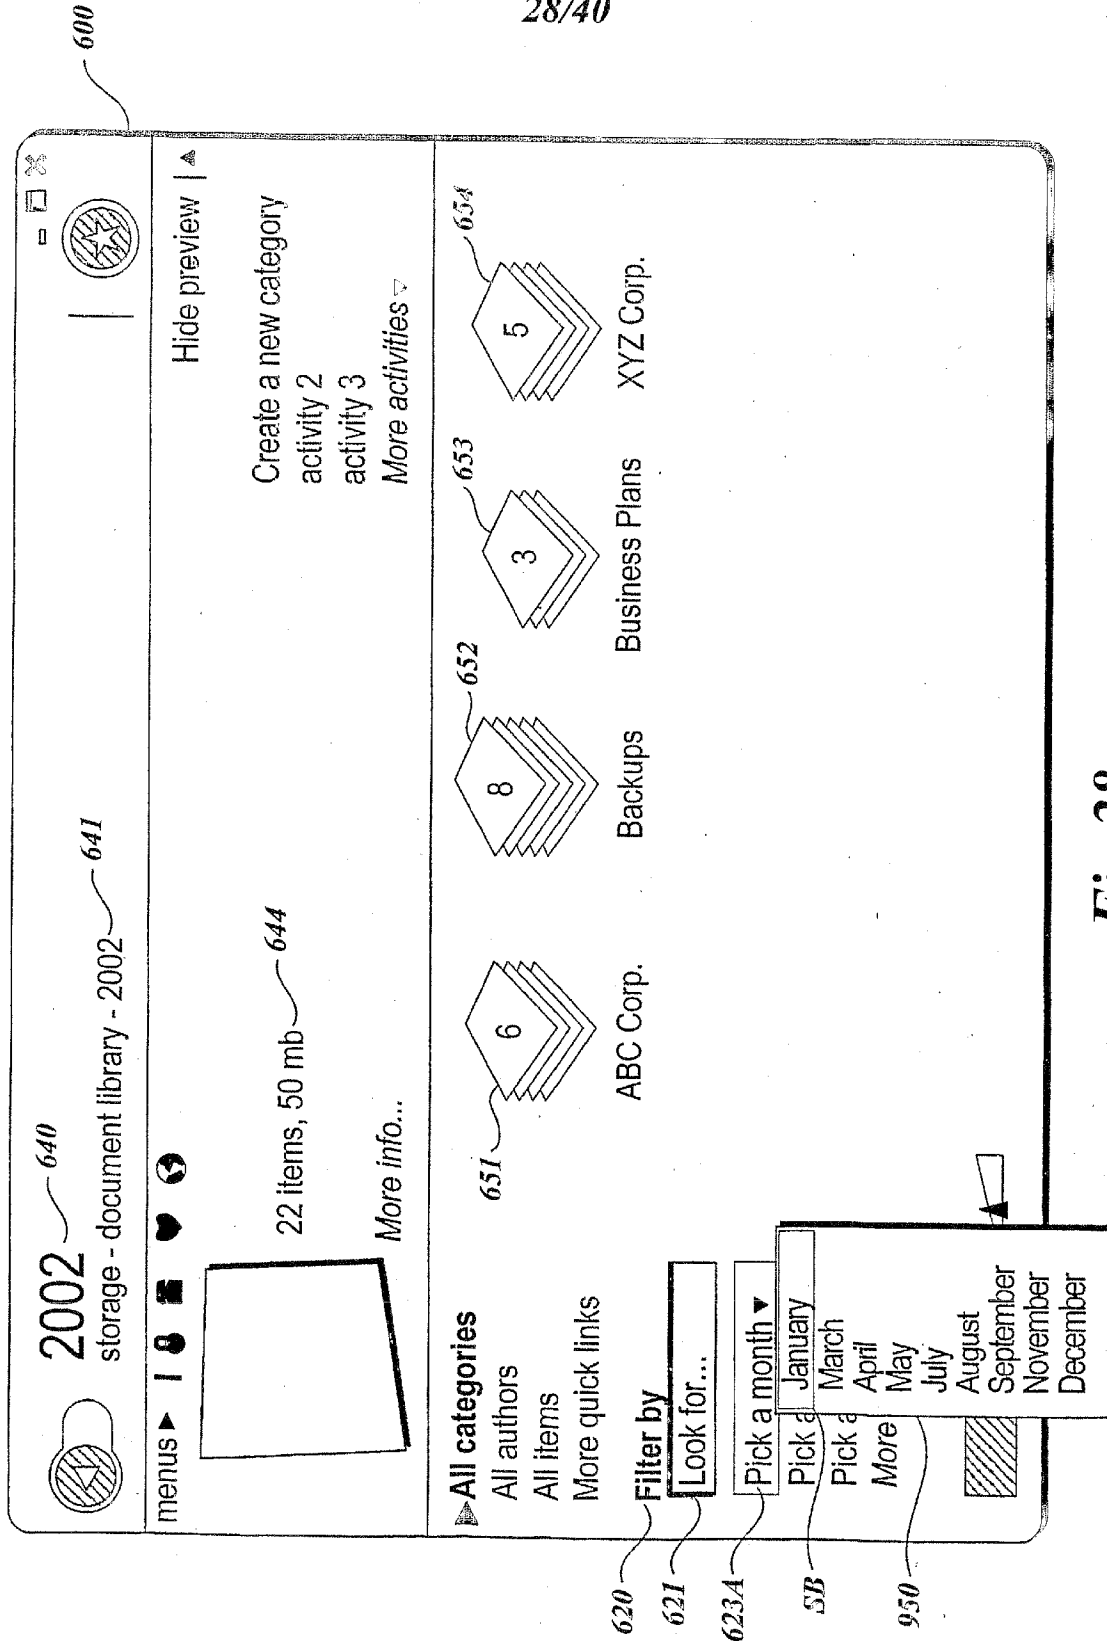 28/40
600
2002 640
storage - document library - 2002 641
menus
Hide preview
22 items, 50 mb 644
More info...
Create a new category
activity 2
activity 3
More activities
All categories
All authors
All items
More quick links
620 Filter by
621 Look for...
623A Pick a month
Pick a
Pick a
More
SB January
March
April
May
July
August
September
November
December
950
651 6
ABC Corp.
652 8
Backups
653 3
Business Plans
654 5
XYZ Corp.